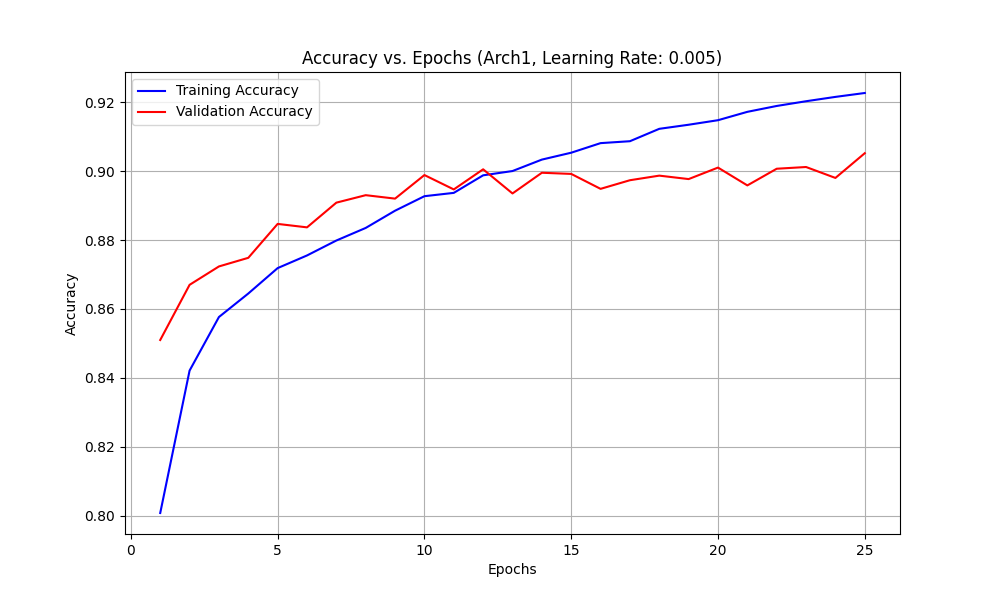 Accuracy vs. Epochs (Arch1, Learning Rate: 0.005)
Training Accuracy
Validation Accuracy
Accuracy
0.92
0.90
0.88
0.86
0.84
0.82
0.80
0 5 10 15 20 25
Epochs